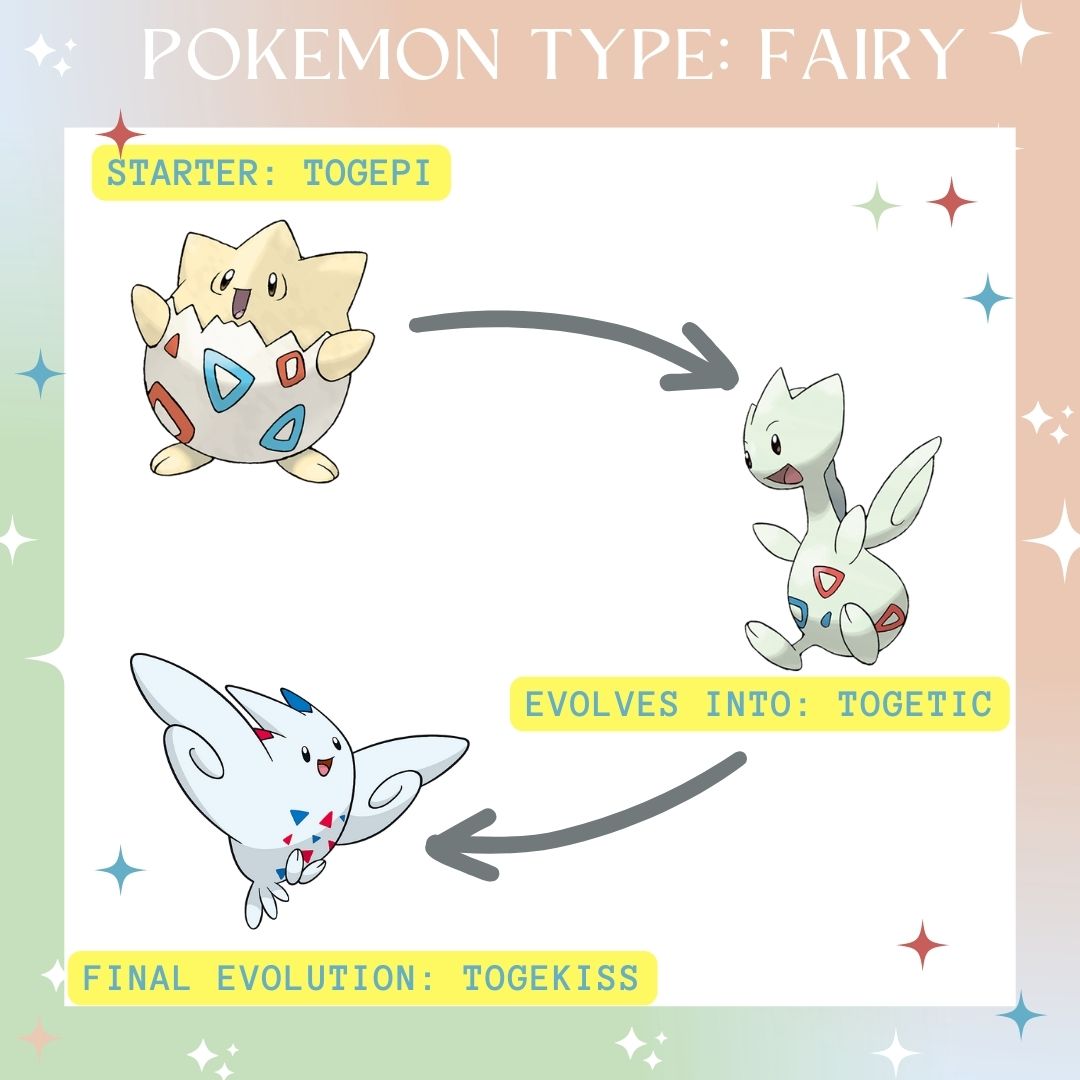 POKEMON TYPE: FAIRY
STARTER: TOGEPI
EVOLVES INTO: TOGETIC
FINAL EVOLUTION: TOGEKISS